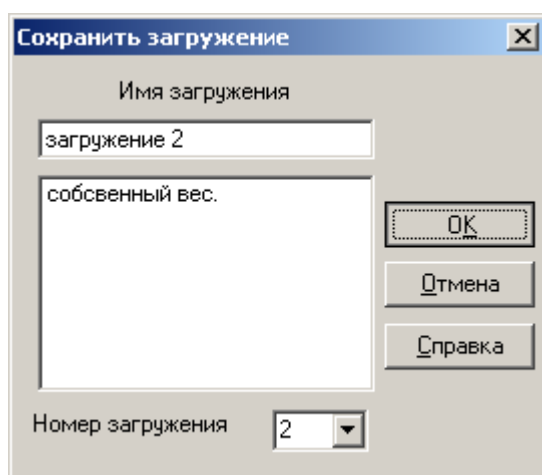 Сохранить загружение
Имя загружения
загружение 2
собсвенный вес.
OK
Отмена
Справка
Номер загружения 2